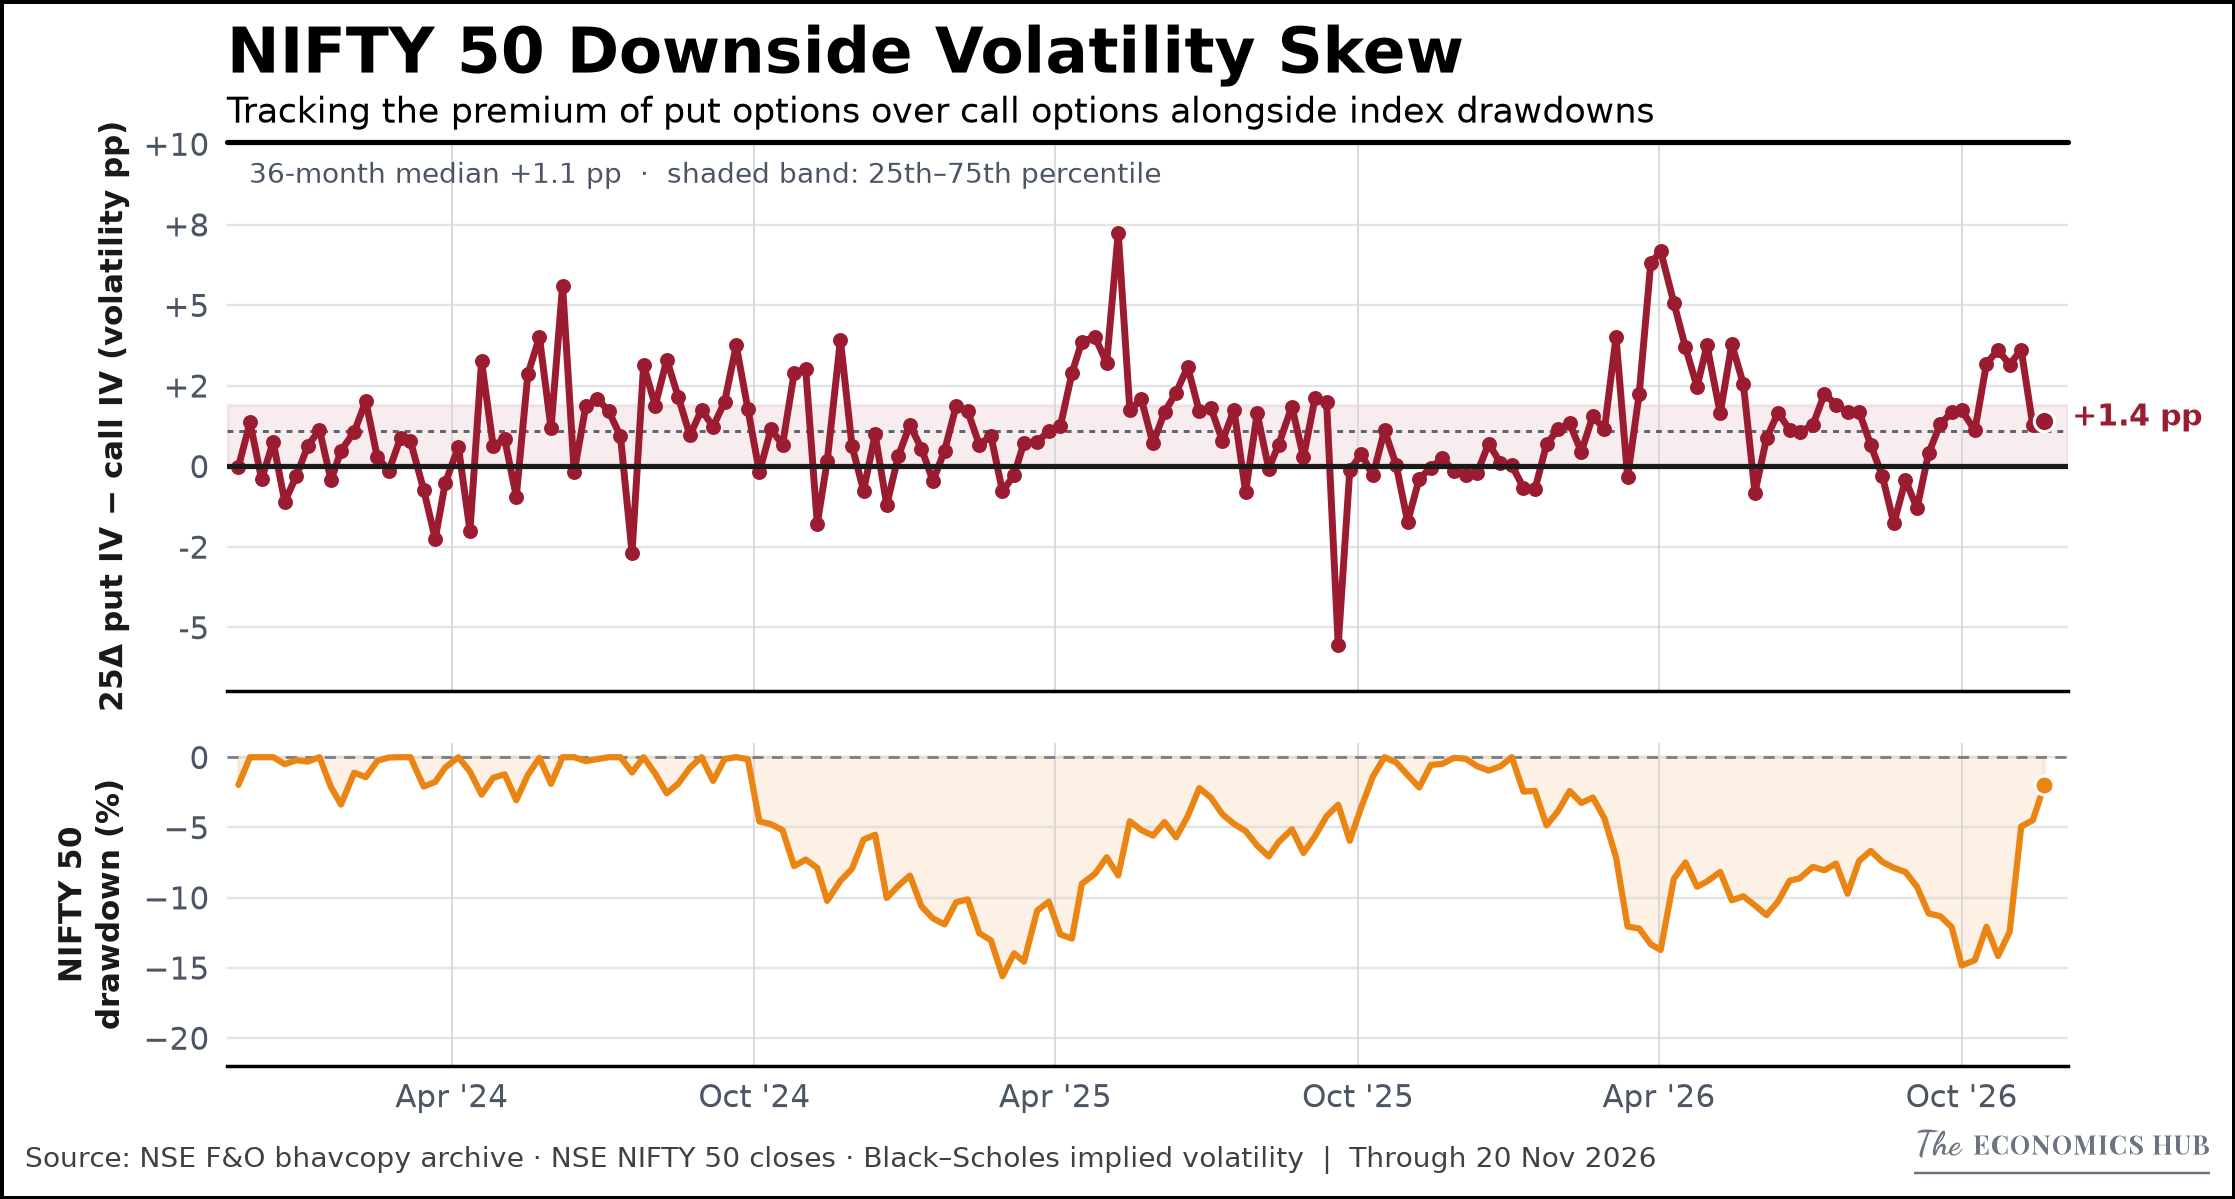 NIFTY 50 Downside Volatility Skew
Tracking the premium of put options over call options alongside index drawdowns
25Δ put IV − call IV (volatility pp)
+10
+8
+5
+2
0
-2
-5
36-month median +1.1 pp · shaded band: 25th–75th percentile
+1.4 pp
NIFTY 50
drawdown (%)
0
−5
−10
−15
−20
Apr '24
Oct '24
Apr '25
Oct '25
Apr '26
Oct '26
Source: NSE F&O bhavcopy archive · NSE NIFTY 50 closes · Black–Scholes implied volatility | Through 20 Nov 2026
The ECONOMICS HUB